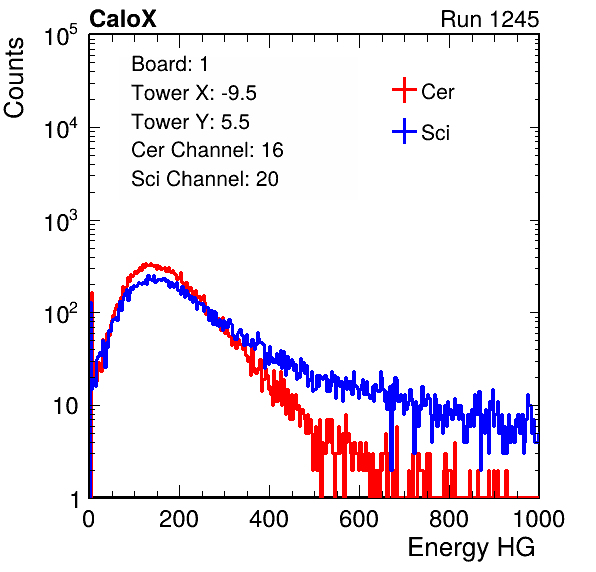 CaloX Run 1245
Counts
10^5
10^4
10^3
10^2
10
1
Board: 1
Tower X: -9.5
Tower Y: 5.5
Cer Channel: 16
Sci Channel: 20
Cer
Sci
0 200 400 600 800 1000
Energy HG